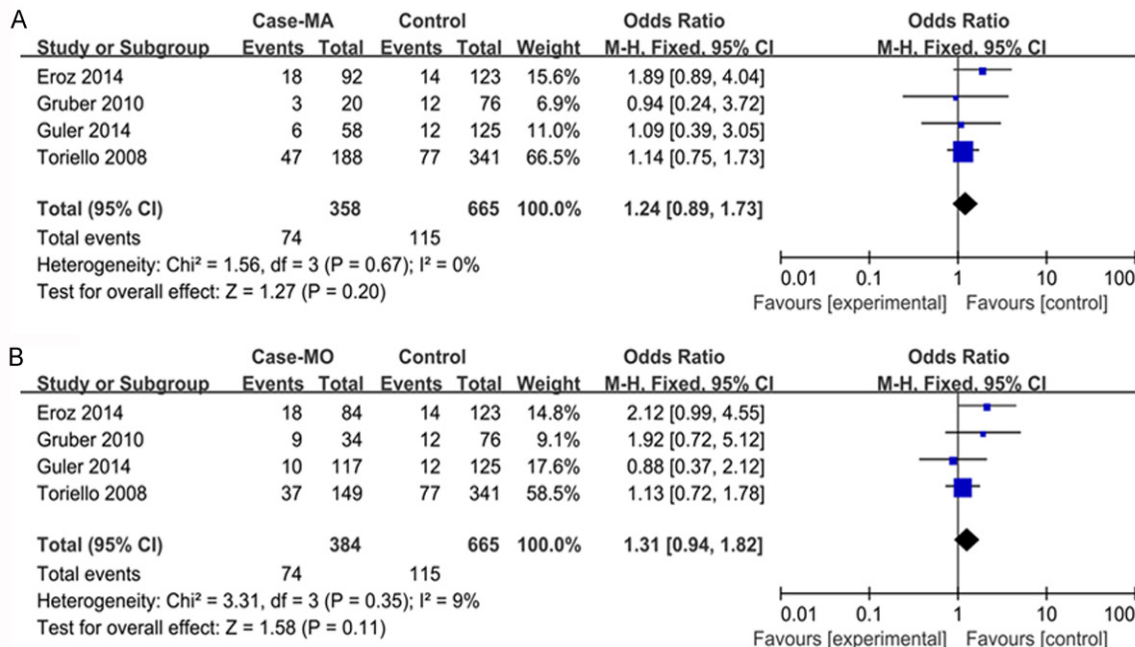 A
Case-MA Control Odds Ratio Odds Ratio
Study or Subgroup Events Total Events Total Weight M-H. Fixed. 95% CI M-H. Fixed. 95% CI
Eroz 2014 18 92 14 123 15.6% 1.89 [0.89, 4.04]
Gruber 2010 3 20 12 76 6.9% 0.94 [0.24, 3.72]
Guler 2014 6 58 12 125 11.0% 1.09 [0.39, 3.05]
Toriello 2008 47 188 77 341 66.5% 1.14 [0.75, 1.73]
Total (95% CI) 358 665 100.0% 1.24 [0.89, 1.73]
Total events 74 115
Heterogeneity: Chi² = 1.56, df = 3 (P = 0.67); I² = 0%
Test for overall effect: Z = 1.27 (P = 0.20)
0.01 0.1 1 10 100
Favours [experimental] Favours [control]
B
Case-MO Control Odds Ratio Odds Ratio
Study or Subgroup Events Total Events Total Weight M-H. Fixed. 95% CI M-H. Fixed. 95% CI
Eroz 2014 18 84 14 123 14.8% 2.12 [0.99, 4.55]
Gruber 2010 9 34 12 76 9.1% 1.92 [0.72, 5.12]
Guler 2014 10 117 12 125 17.6% 0.88 [0.37, 2.12]
Toriello 2008 37 149 77 341 58.5% 1.13 [0.72, 1.78]
Total (95% CI) 384 665 100.0% 1.31 [0.94, 1.82]
Total events 74 115
Heterogeneity: Chi² = 3.31, df = 3 (P = 0.35); I² = 9%
Test for overall effect: Z = 1.58 (P = 0.11)
0.01 0.1 1 10 100
Favours [experimental] Favours [control]